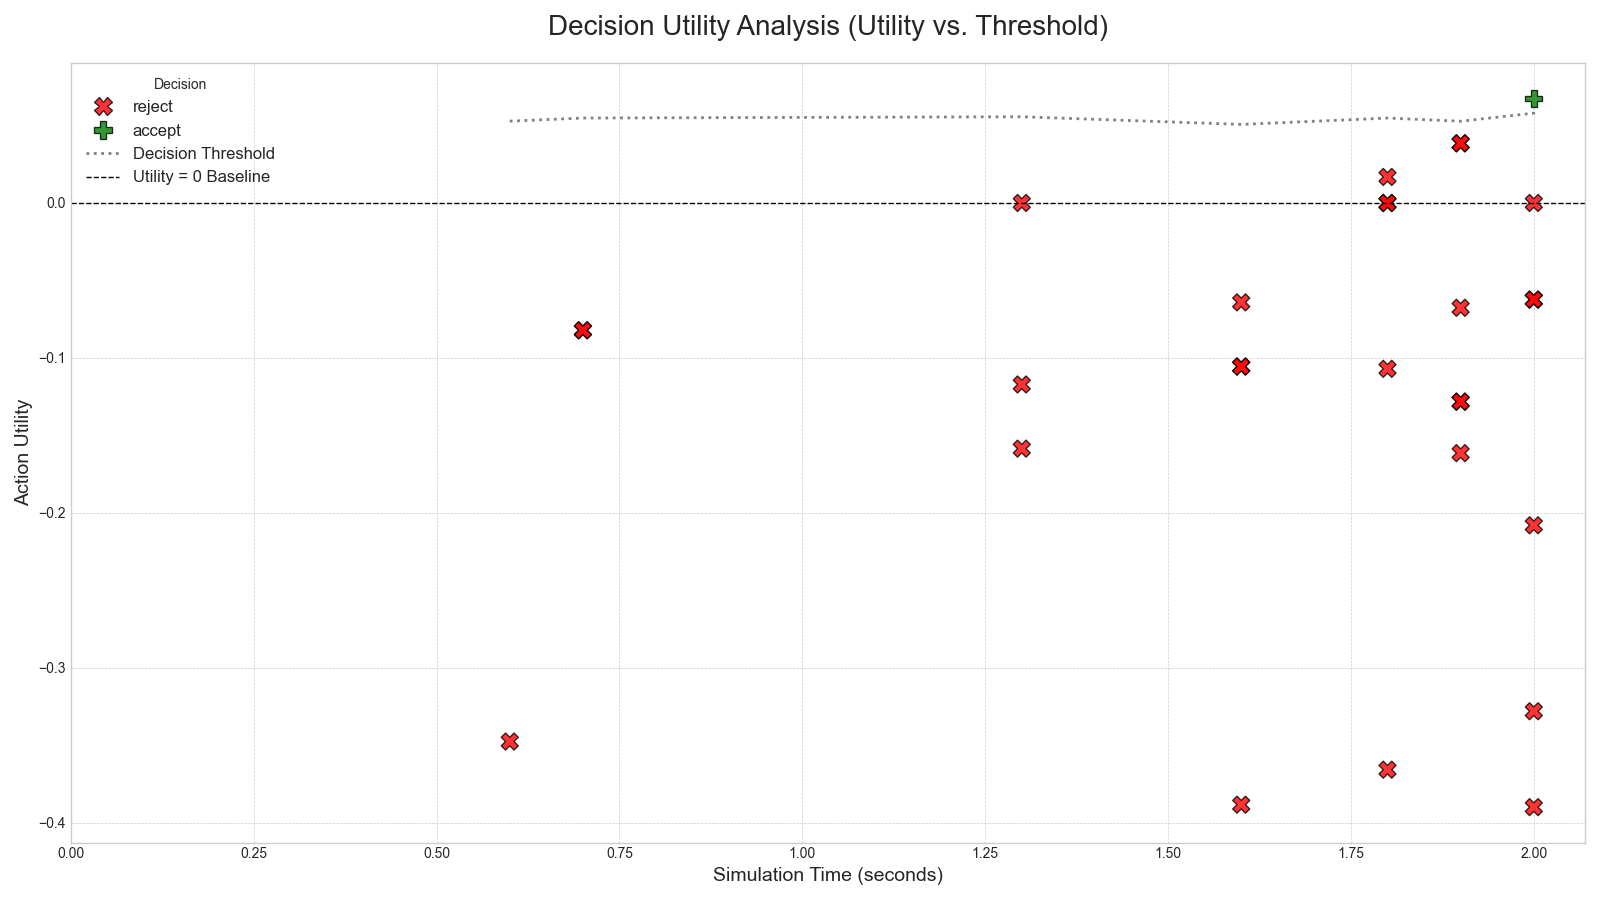 Decision Utility Analysis (Utility vs. Threshold)
Decision
reject
accept
Decision Threshold
Utility = 0 Baseline
Action Utility
0.0
−0.1
−0.2
−0.3
−0.4
0.00 0.25 0.50 0.75 1.00 1.25 1.50 1.75 2.00
Simulation Time (seconds)